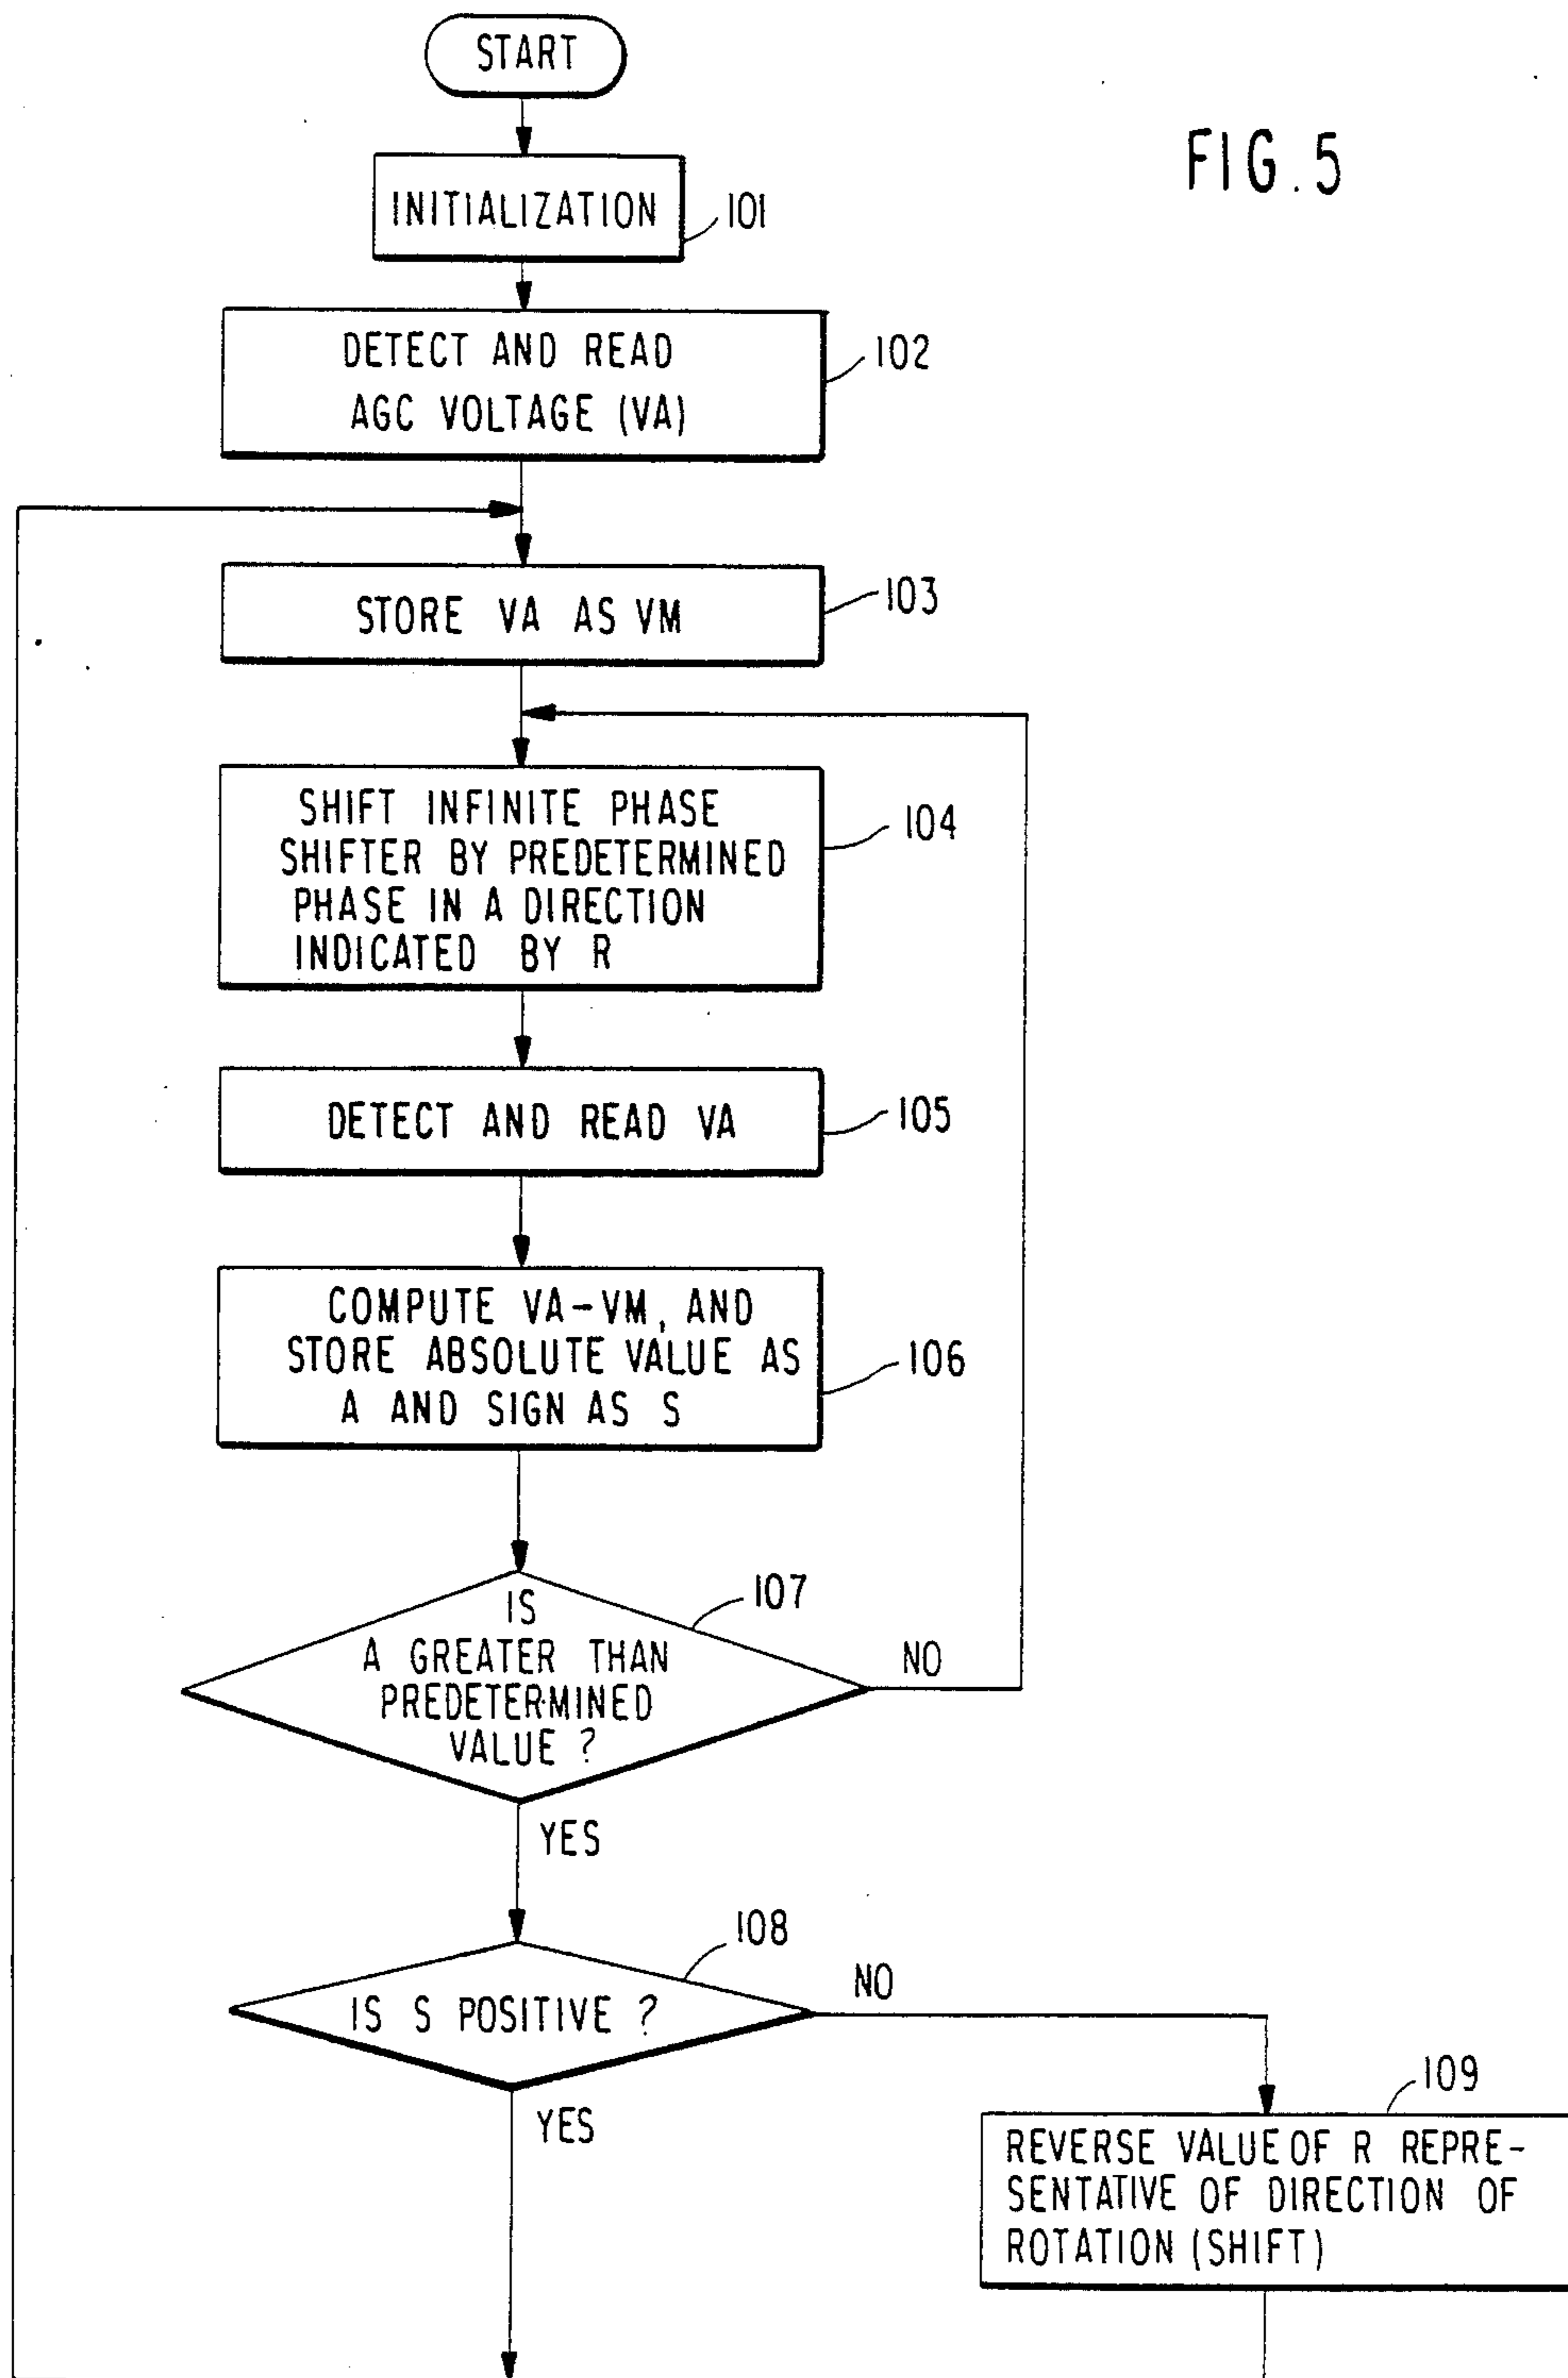 START
FIG. 5
INITIALIZATION
101
DETECT AND READ
AGC VOLTAGE (VA)
102
STORE VA AS VM
103
SHIFT INFINITE PHASE
SHIFTER BY PREDETERMINED
PHASE IN A DIRECTION
INDICATED BY R
104
DETECT AND READ VA
105
COMPUTE VA-VM, AND
STORE ABSOLUTE VALUE AS
A AND SIGN AS S
106
IS
A GREATER THAN
PREDETERMINED
VALUE ?
107
NO
YES
IS S POSITIVE ?
108
NO
YES
109
REVERSE VALUE OF R REPRE-
SENTATIVE OF DIRECTION OF
ROTATION (SHIFT)